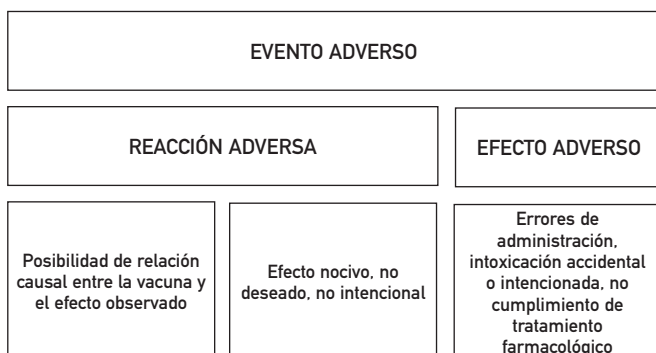 EVENTO ADVERSO
REACCIÓN ADVERSA
EFECTO ADVERSO
Posibilidad de relación
causal entre la vacuna y
el efecto observado
Efecto nocivo, no
deseado, no intencional
Errores de
administración,
intoxicación accidental
o intencionada, no
cumplimiento de
tratamiento
farmacológico